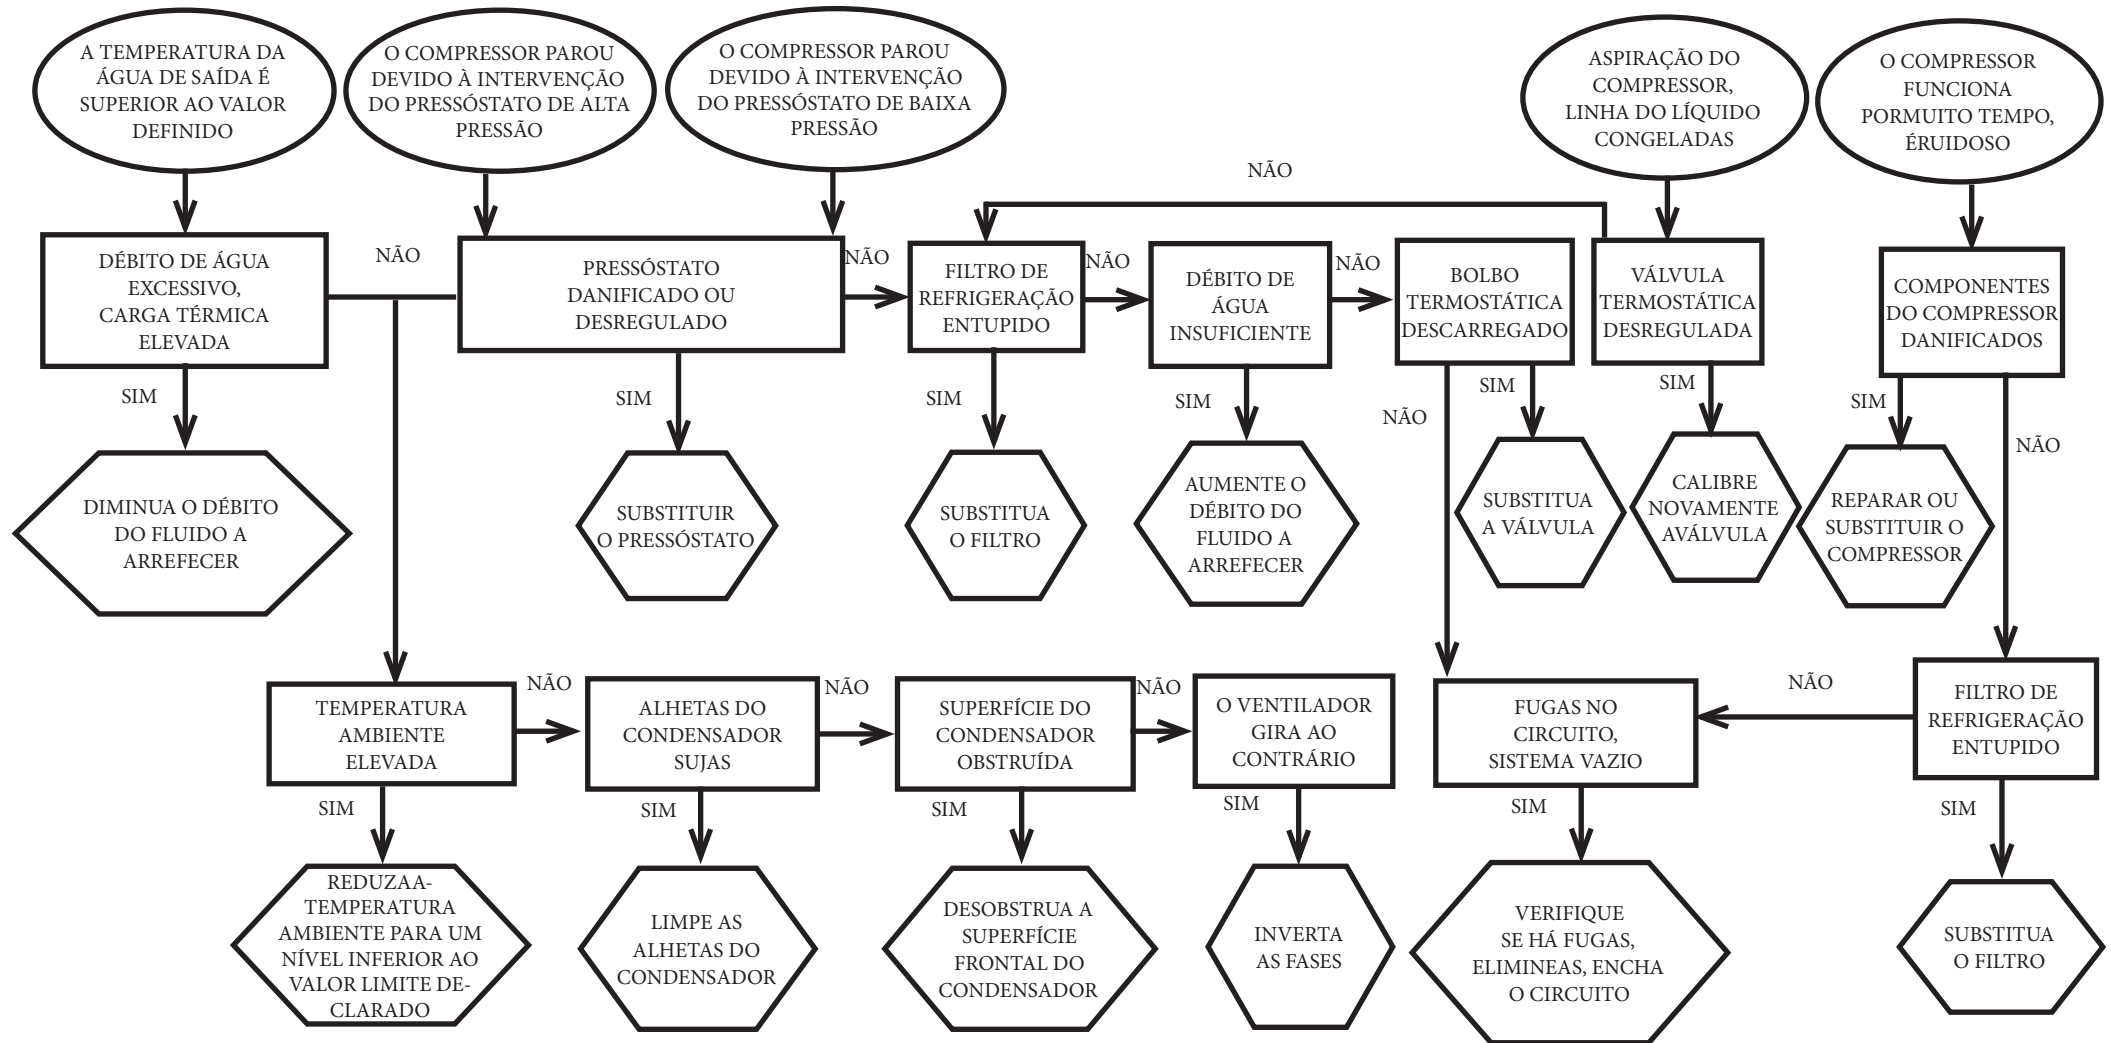 A TEMPERATURA DA
ÁGUA DE SAÍDA É
SUPERIOR AO VALOR
DEFINIDO
O COMPRESSOR PAROU
DEVIDO À INTERVENÇÃO
DO PRESSÓSTATO DE ALTA
PRESSÃO
O COMPRESSOR PAROU
DEVIDO À INTERVENÇÃO
DO PRESSÓSTATO DE BAIXA
PRESSÃO
ASPIRAÇÃO DO
COMPRESSOR,
LINHA DO LÍQUIDO
CONGELADAS
O COMPRESSOR
FUNCIONA
PORMUITO TEMPO,
ÉRUIDOSO
NÃO
DÉBITO DE ÁGUA
EXCESSIVO,
CARGA TÉRMICA
ELEVADA
NÃO
PRESSÓSTATO
DANIFICADO OU
DESREGULADO
NÃO
FILTRO DE
REFRIGERAÇÃO
ENTUPIDO
NÃO
DÉBITO DE
ÁGUA
INSUFICIENTE
NÃO
BOLBO
TERMOSTÁTICA
DESCARREGADO
VÁLVULA
TERMOSTÁTICA
DESREGULADA
COMPONENTES
DO COMPRESSOR
DANIFICADOS
SIM
SIM
SIM
SIM
NÃO
SIM
SIM
SIM
NÃO
DIMINUA O DÉBITO
DO FLUIDO A
ARREFECER
SUBSTITUIR
O PRESSÓSTATO
SUBSTITUA
O FILTRO
AUMENTE O
DÉBITO DO
FLUIDO A
ARREFECER
SUBSTITUA
A VÁLVULA
CALIBRE
NOVAMENTE
AVÁLVULA
REPARAR OU
SUBSTITUIR O
COMPRESSOR
TEMPERATURA
AMBIENTE
ELEVADA
NÃO
ALHETAS DO
CONDENSADOR
SUJAS
NÃO
SUPERFÍCIE DO
CONDENSADOR
OBSTRUÍDA
NÃO
O VENTILADOR
GIRA AO
CONTRÁRIO
FUGAS NO
CIRCUITO,
SISTEMA VAZIO
NÃO
FILTRO DE
REFRIGERAÇÃO
ENTUPIDO
SIM
SIM
SIM
SIM
SIM
SIM
REDUZAA-
TEMPERATURA
AMBIENTE PARA UM
NÍVEL INFERIOR AO
VALOR LIMITE DE-
CLARADO
LIMPE AS
ALHETAS DO
CONDENSADOR
DESOBSTRUA A
SUPERFÍCIE
FRONTAL DO
CONDENSADOR
INVERTA
AS FASES
VERIFIQUE
SE HÁ FUGAS,
ELIMINEAS, ENCHA
O CIRCUITO
SUBSTITUA
O FILTRO